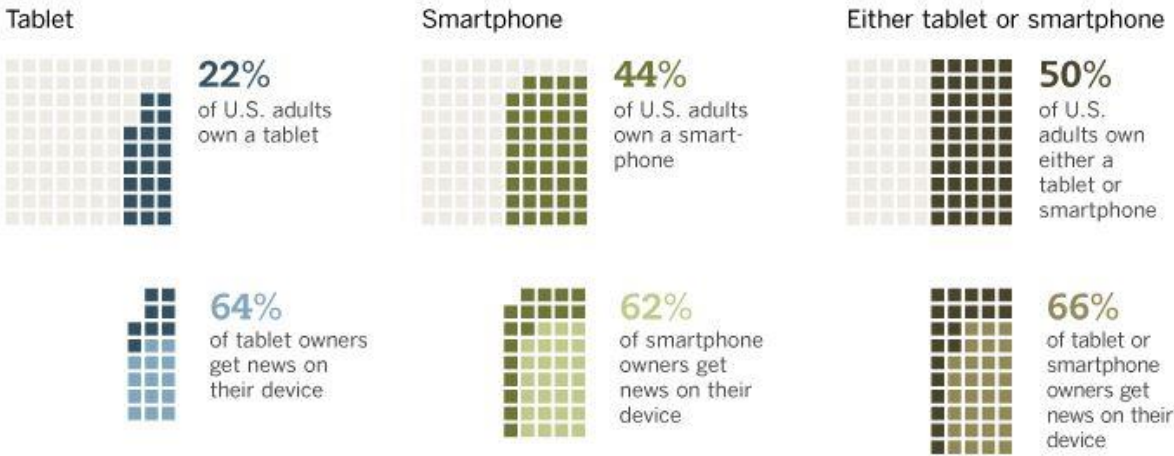 Tablet
22%
of U.S. adults
own a tablet
64%
of tablet owners
get news on
their device
Smartphone
44%
of U.S. adults
own a smart-
phone
62%
of smartphone
owners get
news on their
device
Either tablet or smartphone
50%
of U.S.
adults own
either a
tablet or
smartphone
66%
of tablet or
smartphone
owners get
news on their
device